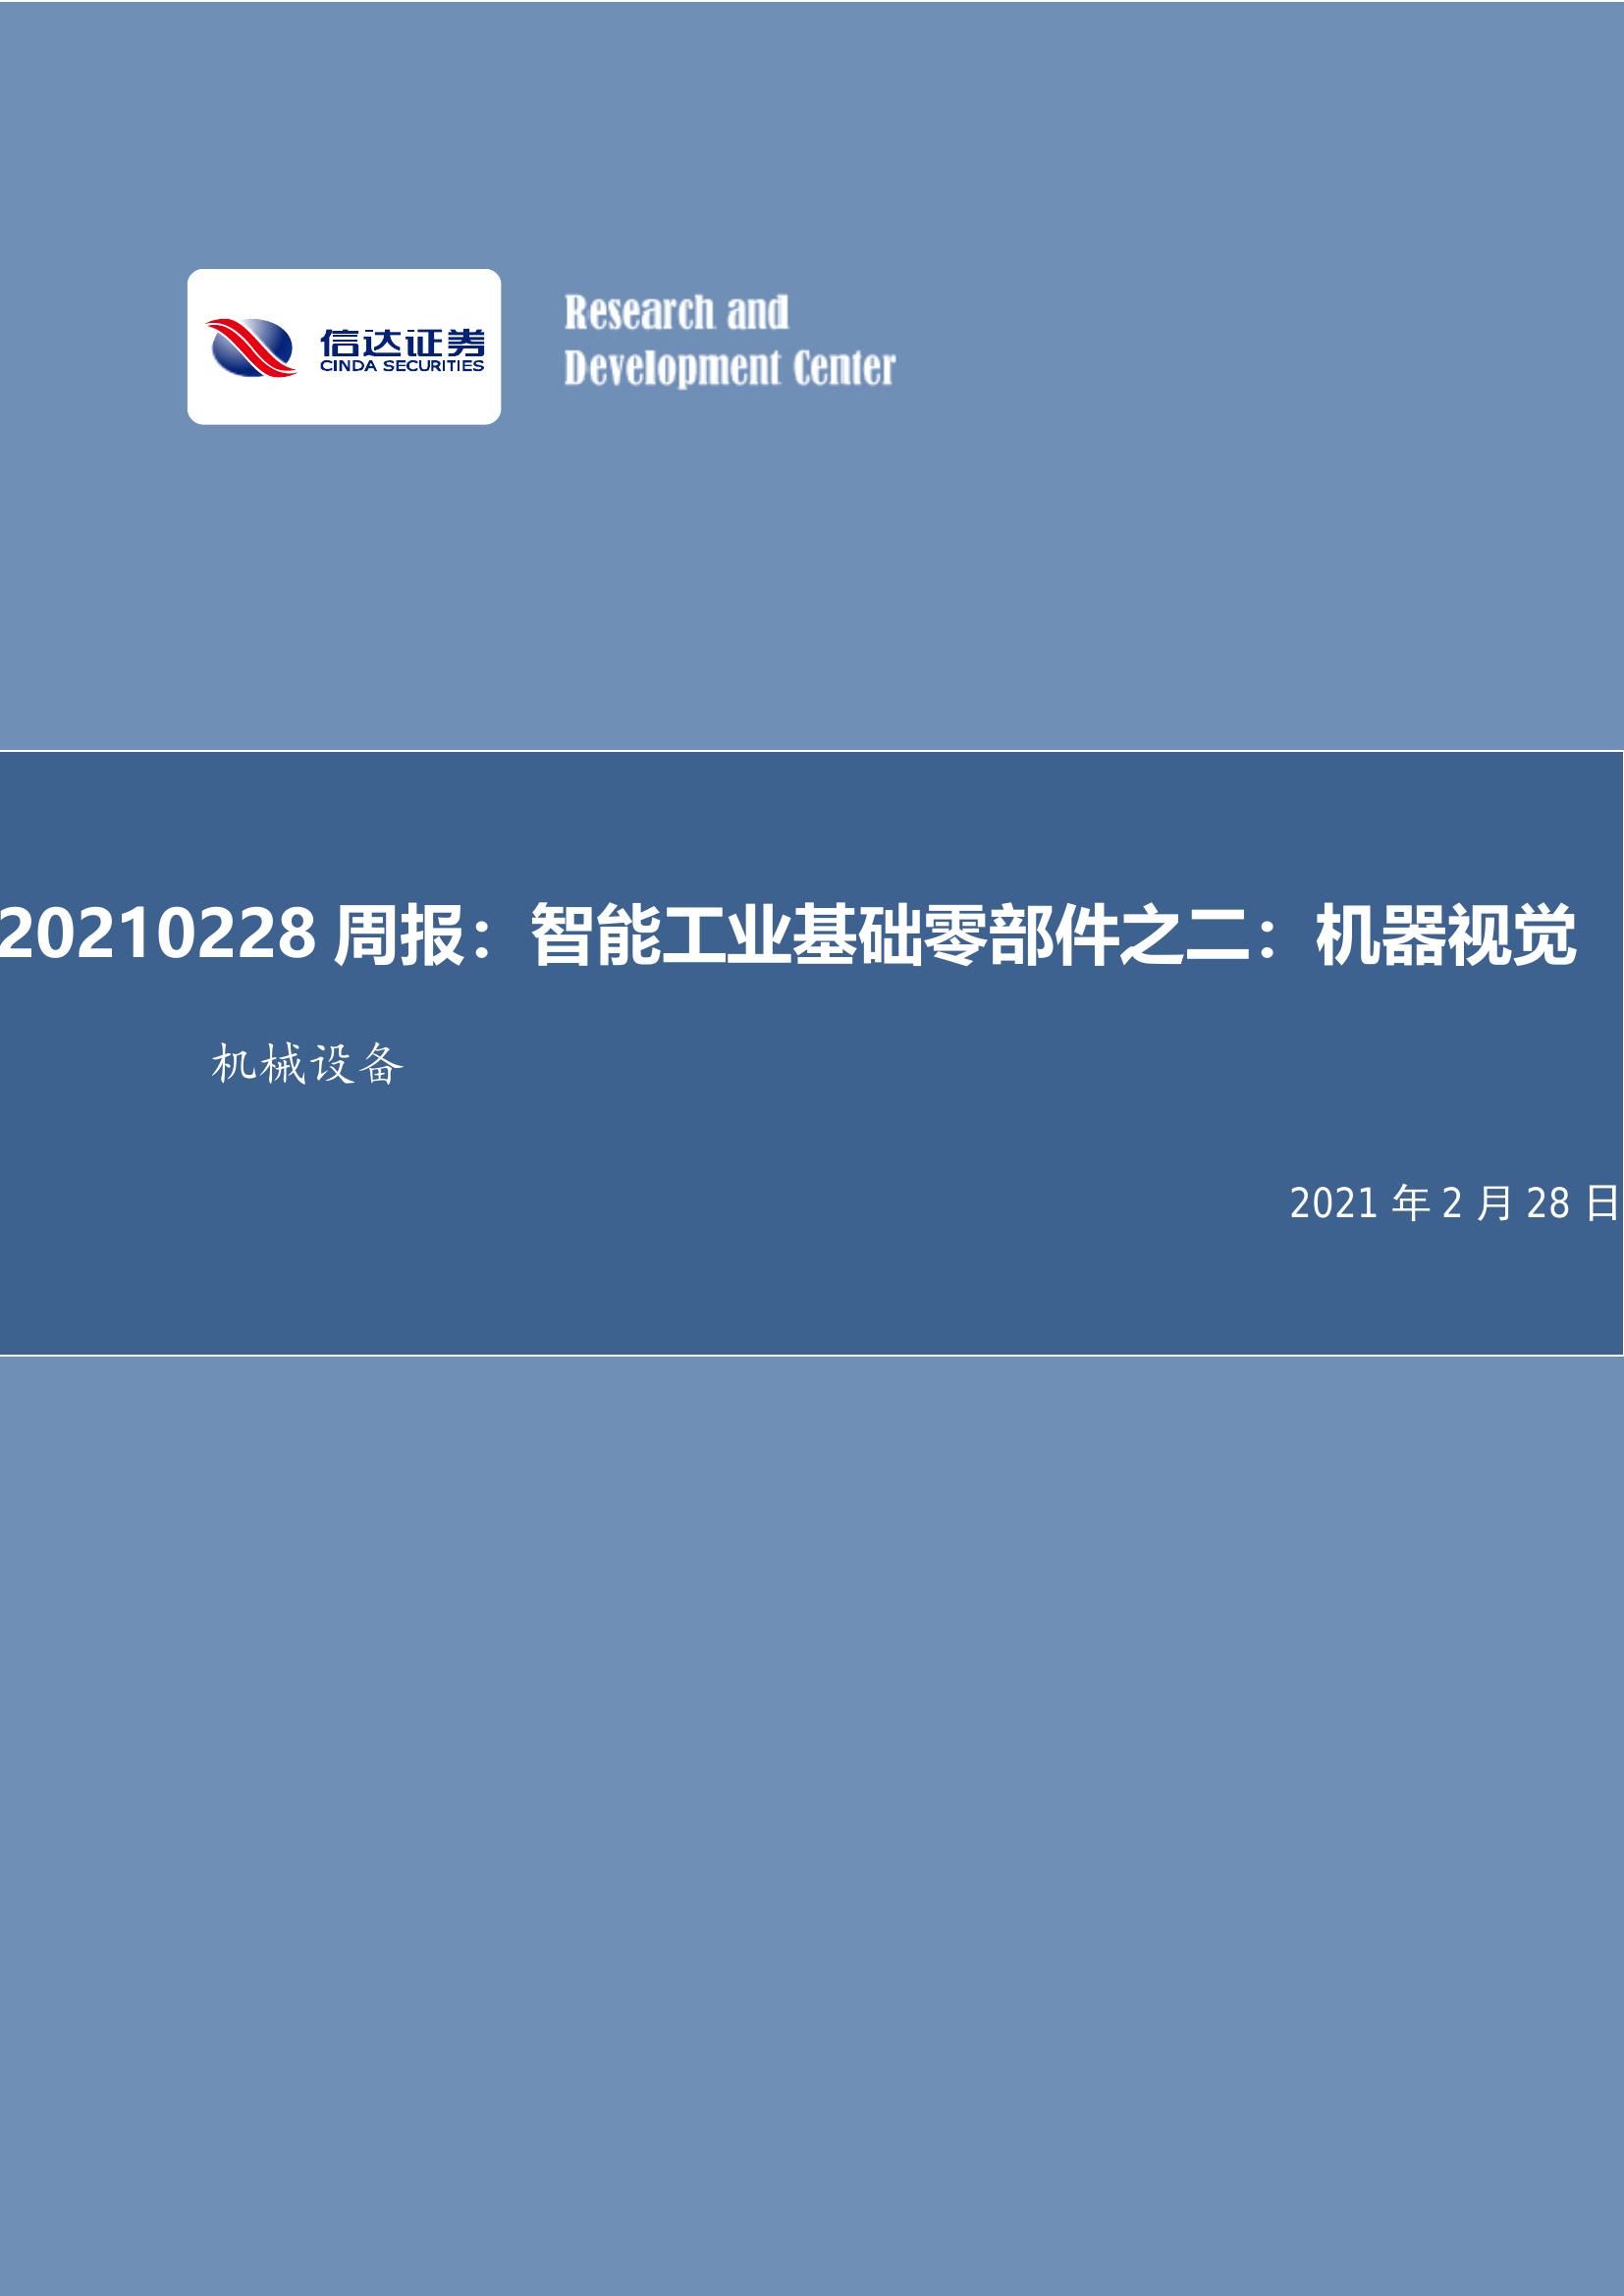 信达证券
CINDA SECURITIES
Research and
Development Center
20210228 周报：智能工业基础零部件之二：机器视觉
机械设备
2021 年 2 月 28 日